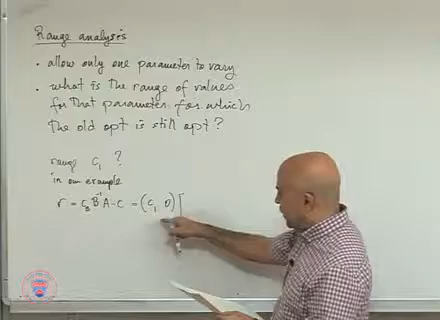 Range analysis
• allow only one parameter to vary
• what is the range of values
for that parameter for which
the old opt is still opt?
range c₁ ?
in our example
r = c_B B⁻¹A - c = (c₁ 0) [